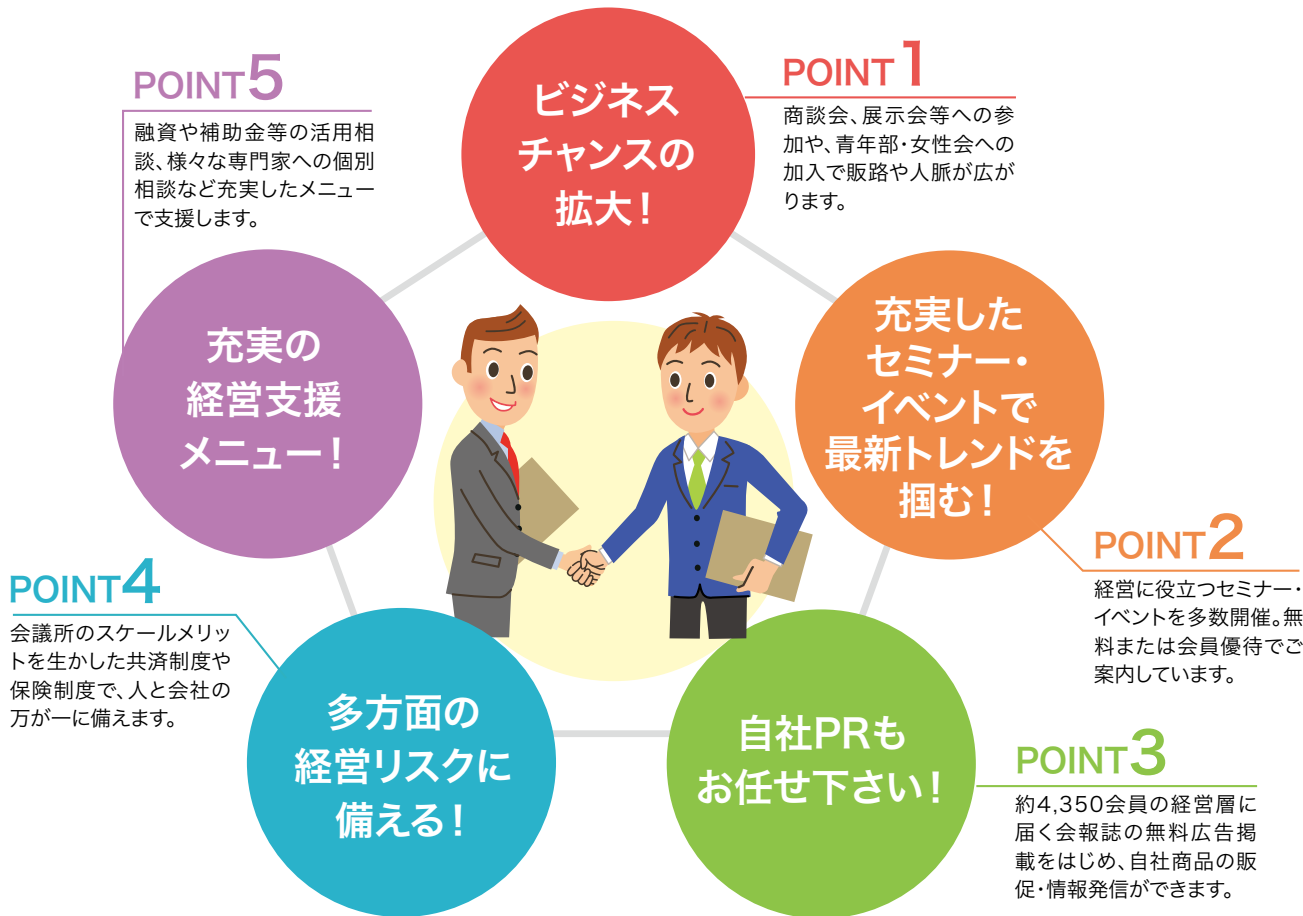 POINT1
ビジネス
チャンスの
拡大!
商談会、展示会等への参
加や、青年部・女性会への
加入で販路や人脈が広が
ります。
POINT2
充実した
セミナー・
イベントで
最新トレンドを
掴む!
経営に役立つセミナー・
イベントを多数開催。無
料または会員優待でご
案内しています。
POINT3
自社PRも
お任せ下さい!
約4,350会員の経営層に
届く会報誌の無料広告掲
載をはじめ、自社商品の販
促・情報発信ができます。
POINT4
多方面の
経営リスクに
備える!
会議所のスケールメリッ
トを生かした共済制度や
保険制度で、人と会社の
万が一に備えます。
POINT5
充実の
経営支援
メニュー!
融資や補助金等の活用相
談、様々な専門家への個別
相談など充実したメニュー
で支援します。